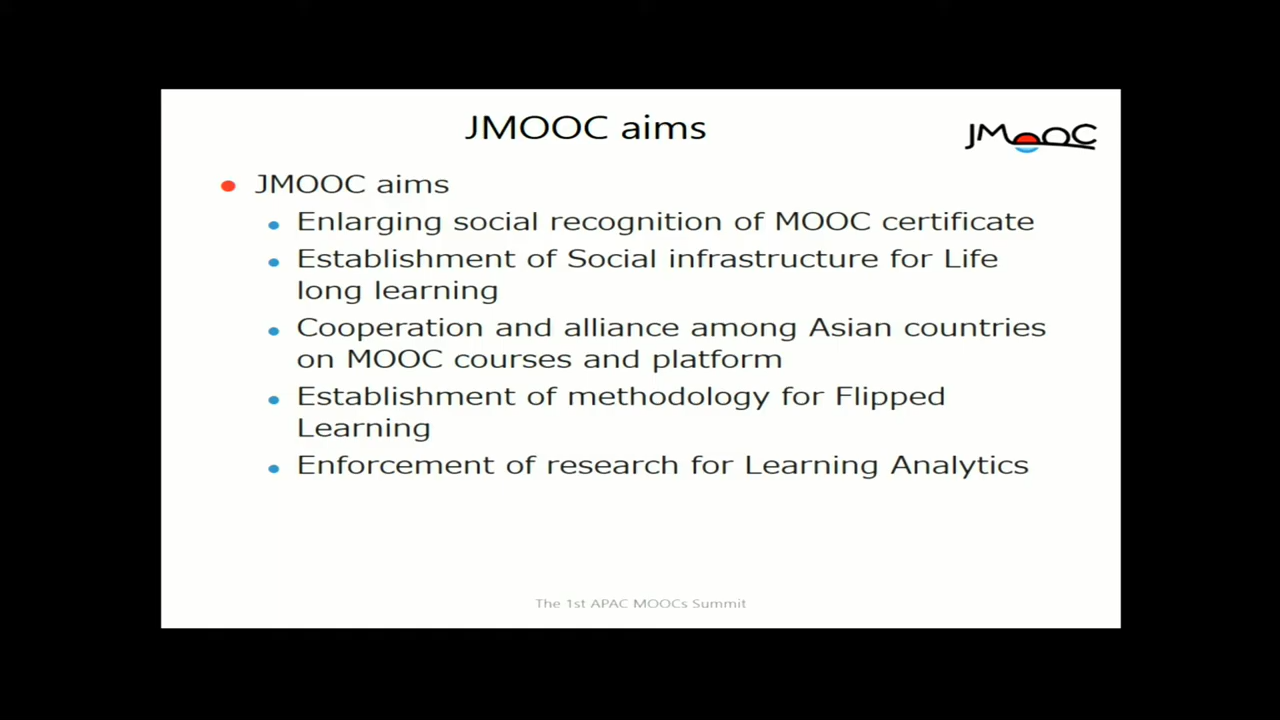 JMOOC aims
JMOOC
JMOOC aims
Enlarging social recognition of MOOC certificate
Establishment of Social infrastructure for Life
long learning
Cooperation and alliance among Asian countries
on MOOC courses and platform
Establishment of methodology for Flipped
Learning
Enforcement of research for Learning Analytics
The 1st APAC MOOCs Summit